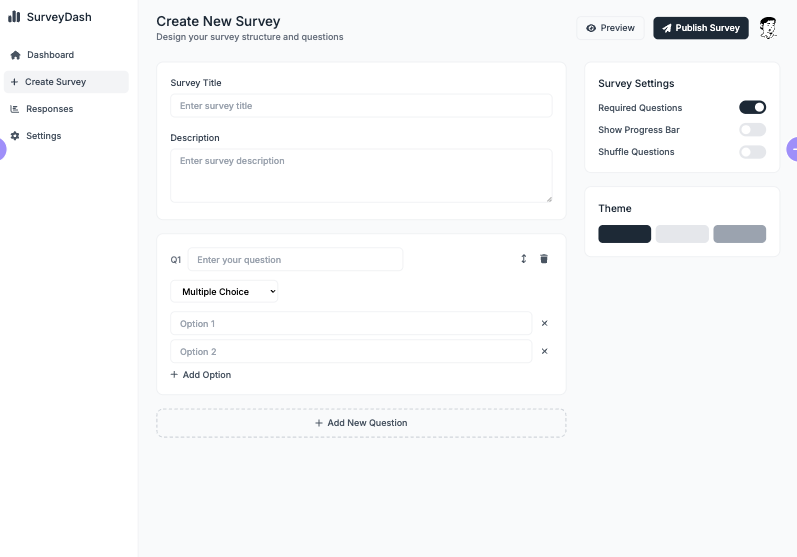 SurveyDash
Dashboard
Create Survey
Responses
Settings
Create New Survey
Design your survey structure and questions
Preview
Publish Survey
Survey Title
Enter survey title
Description
Enter survey description
Q1
Enter your question
Multiple Choice
Option 1
Option 2
Add Option
Add New Question
Survey Settings
Required Questions
Show Progress Bar
Shuffle Questions
Theme